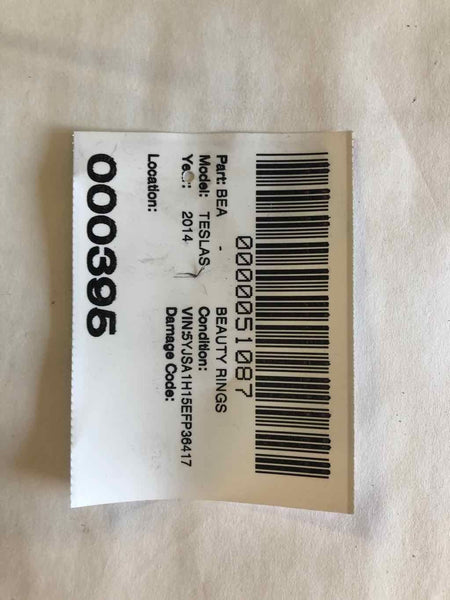 0000051087
Part: BEA - BEAUTY RINGS
Model: TESLAS Condition:
Year: 2014 VIN:5YJSA1H15EFP36417
Damage Code:
Location:
000395